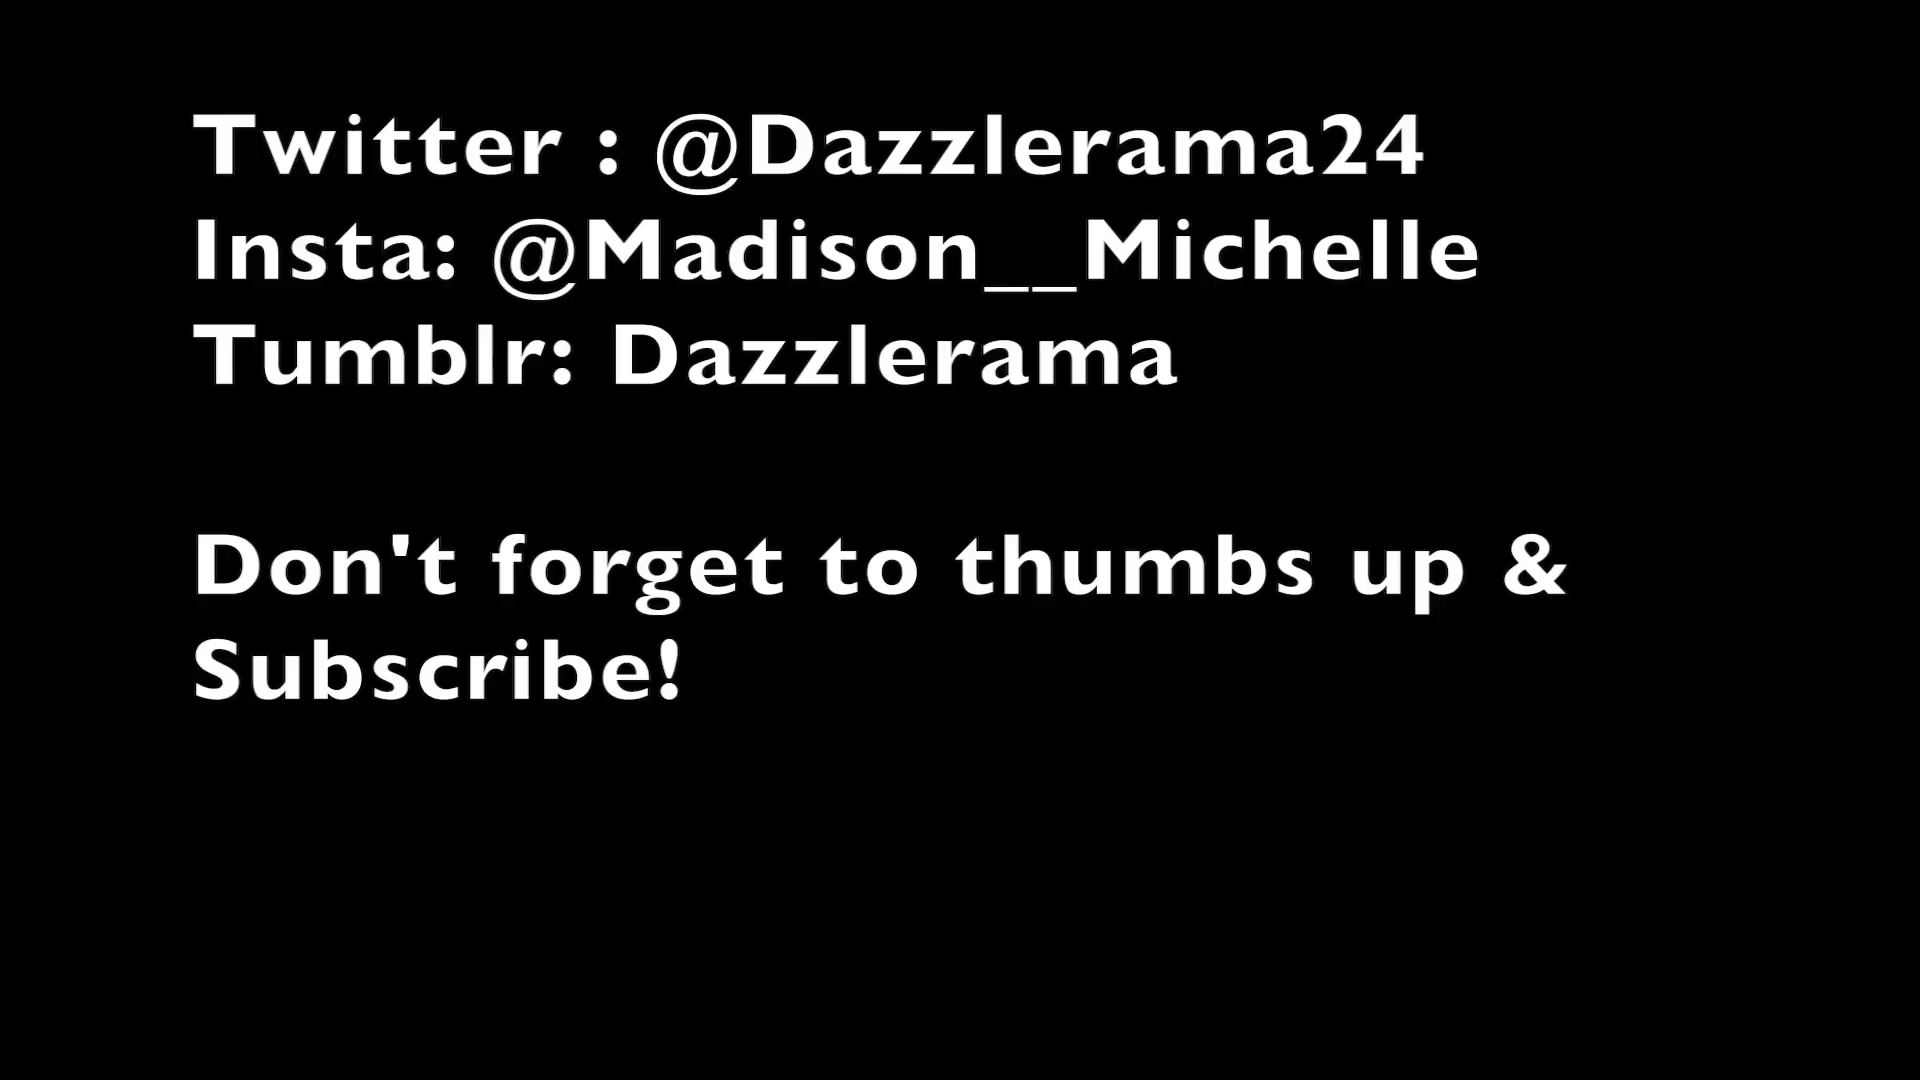 Twitter : @Dazzlerama24
Insta: @Madison__Michelle
Tumblr: Dazzlerama
Don't forget to thumbs up &
Subscribe!